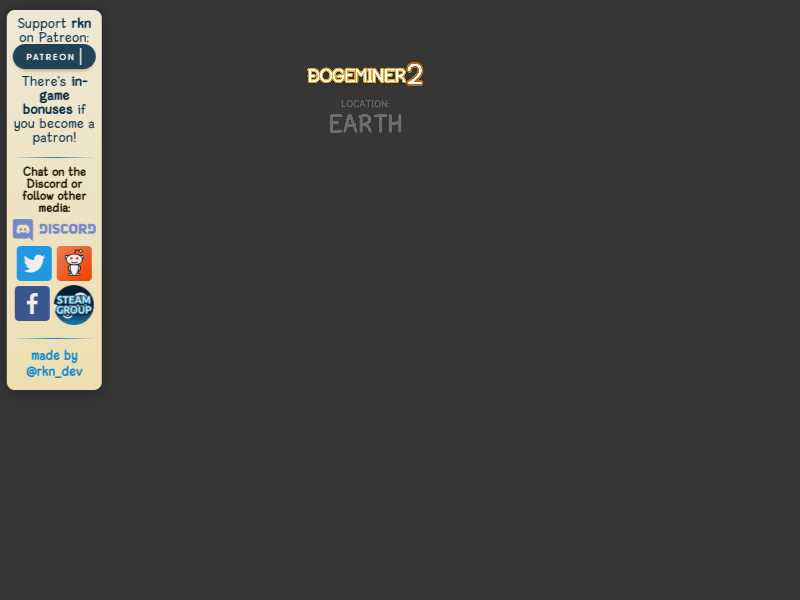 Support rkn
on Patreon:
PATREON
There's in-
game
bonuses if
you become a
patron!
Chat on the
Discord or
follow other
media:
DISCORD
STEAM
GROUP
made by
@rkn_dev
DOGEMINER2
LOCATION:
EARTH